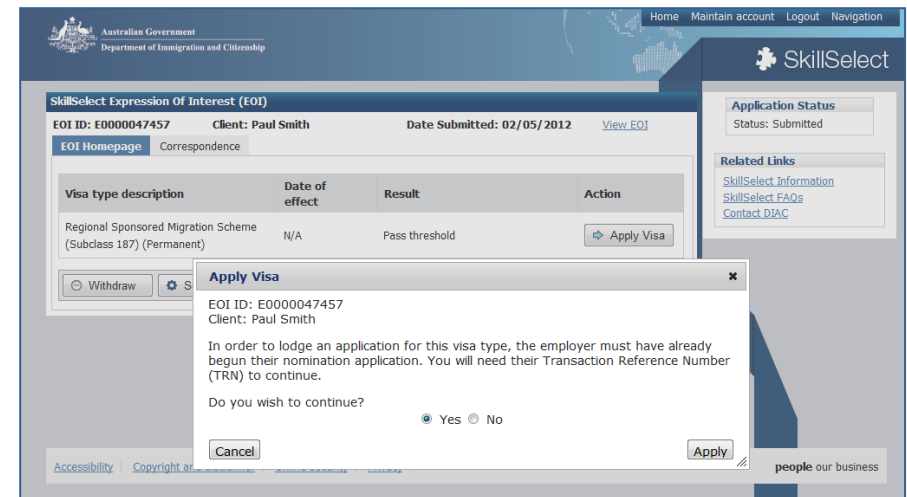 Home Maintain account Logout Navigation
Australian Government
Department of Immigration and Citizenship
SkillSelect
SkillSelect Expression Of Interest (EOI)
EOI ID: E0000047457 Client: Paul Smith Date Submitted: 02/05/2012 View EOI
EOI Homepage Correspondence
Visa type description Date of effect Result Action
Regional Sponsored Migration Scheme
(Subclass 187) (Permanent) N/A Pass threshold Apply Visa
Withdraw S
Application Status
Status: Submitted
Related Links
SkillSelect Information
SkillSelect FAQs
Contact DIAC
Apply Visa
EOI ID: E0000047457
Client: Paul Smith
In order to lodge an application for this visa type, the employer must have already
begun their nomination application. You will need their Transaction Reference Number
(TRN) to continue.
Do you wish to continue?
Yes No
Cancel Apply
Accessibility Copyright people our business